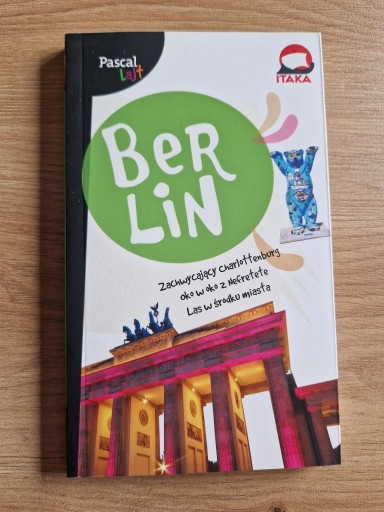 Pascal
Lajt
ITAKA
BeR
LiN
Zachwycający Charlottenburg
Oko w oko z Nefretete
Las w środku miasta